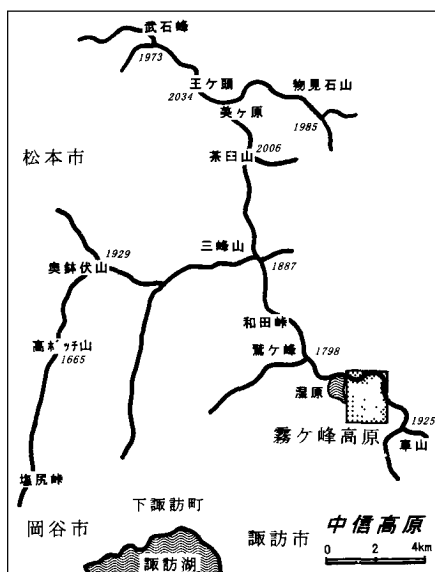 武石峰
1973
王ケ頭
2034
物見石山
美ヶ原
1985
松本市
2006
茶臼山
三峰山
1929
奥鉢伏山
1887
和田峠
高ボッチ山
1665
鷲ケ峰
1798
湿原
1925
霧ケ峰高原
車山
塩尻峠
下諏訪町
岡谷市
諏訪市
中信高原
諏訪湖
0 2 4km